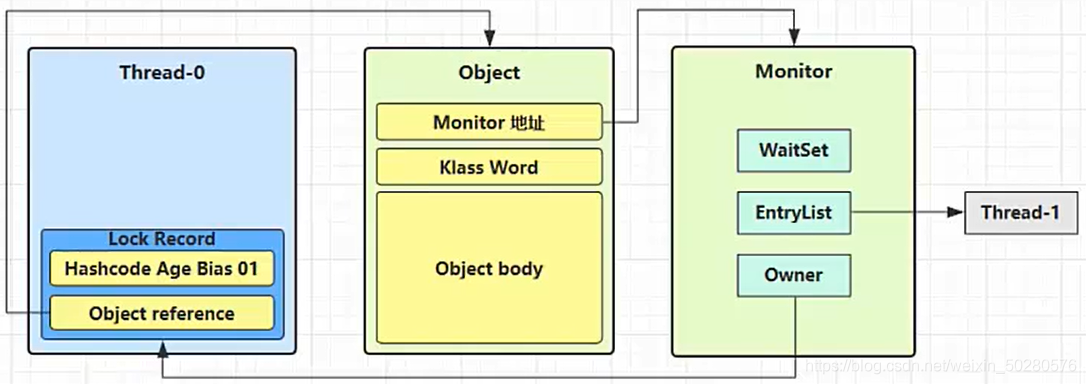 Thread-0
Lock Record
Hashcode Age Bias 01
Object reference
Object
Monitor 地址
Klass Word
Object body
Monitor
WaitSet
EntryList
Owner
Thread-1
https://blog.csdn.net/weixin_50280576